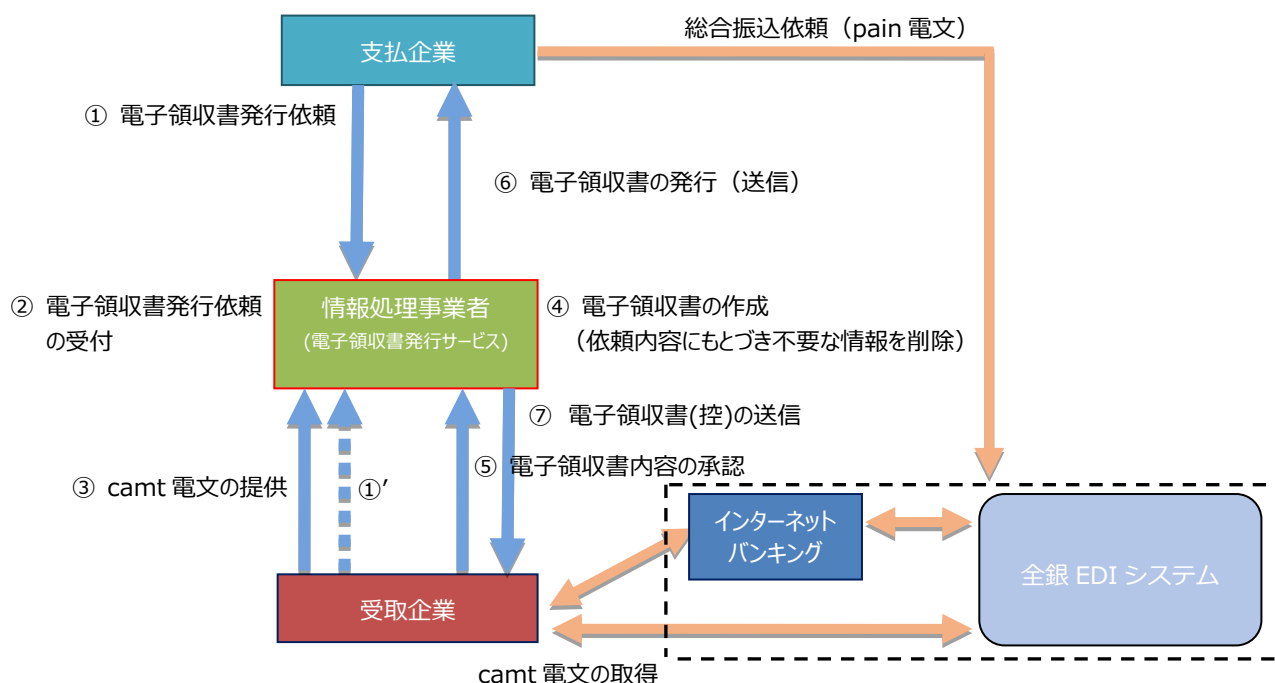 総合振込依頼（pain 電文）
支払企業
① 電子領収書発行依頼
⑥ 電子領収書の発行（送信）
② 電子領収書発行依頼
の受付
情報処理事業者
(電子領収書発行サービス)
④ 電子領収書の作成
（依頼内容にもとづき不要な情報を削除）
⑦ 電子領収書(控)の送信
⑤ 電子領収書内容の承認
③ camt 電文の提供
①’
インターネット
バンキング
全銀 EDI システム
受取企業
camt 電文の取得